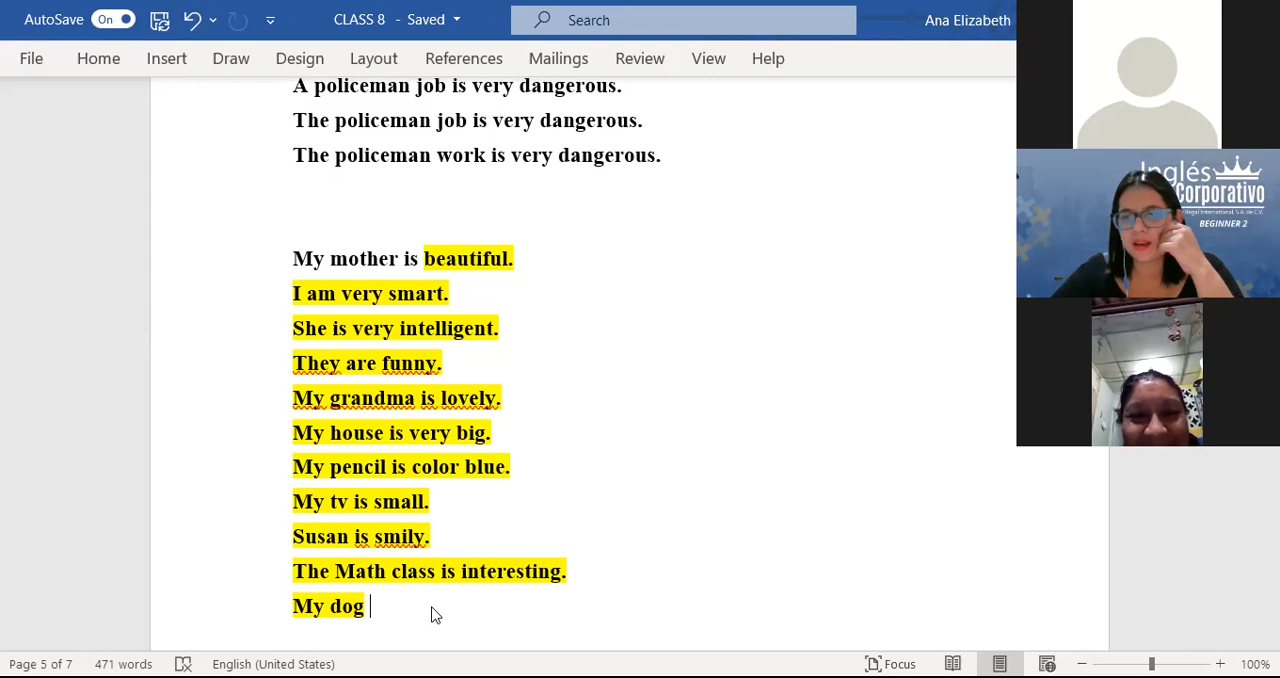 AutoSave On CLASS 8 - Saved Search Ana Elizabeth
File Home Insert Draw Design Layout References Mailings Review View Help
A policeman job is very dangerous.
The policeman job is very dangerous.
The policeman work is very dangerous.
My mother is beautiful.
I am very smart.
She is very intelligent.
They are funny.
My grandma is lovely.
My house is very big.
My pencil is color blue.
My tv is small.
Susan is smily.
The Math class is interesting.
My dog
Inglés
Corporativo
Regal International, S.A. de C.V.
BEGINNER 2
Page 5 of 7 471 words English (United States) Focus 100%